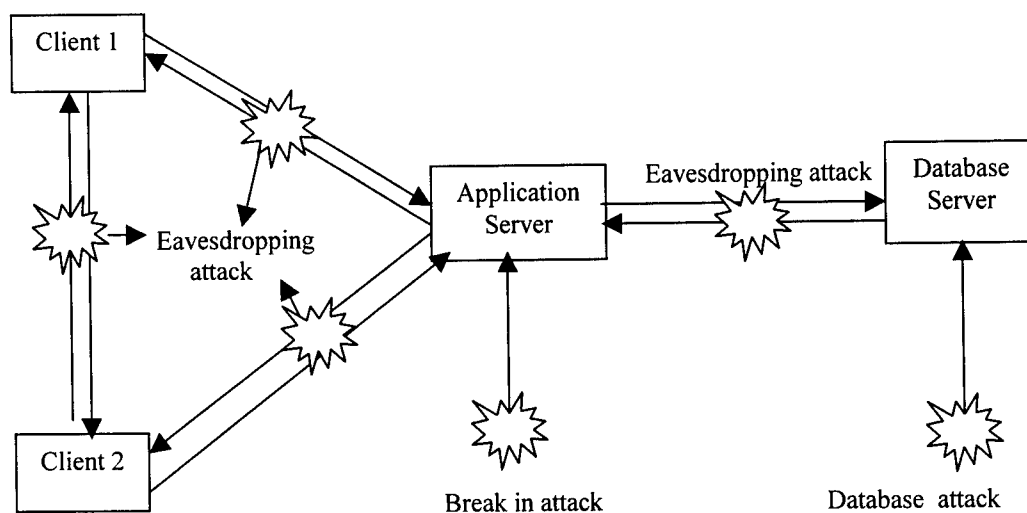 Client 1
Application
Server
Eavesdropping attack
Database
Server
Eavesdropping
attack
Client 2
Break in attack
Database attack